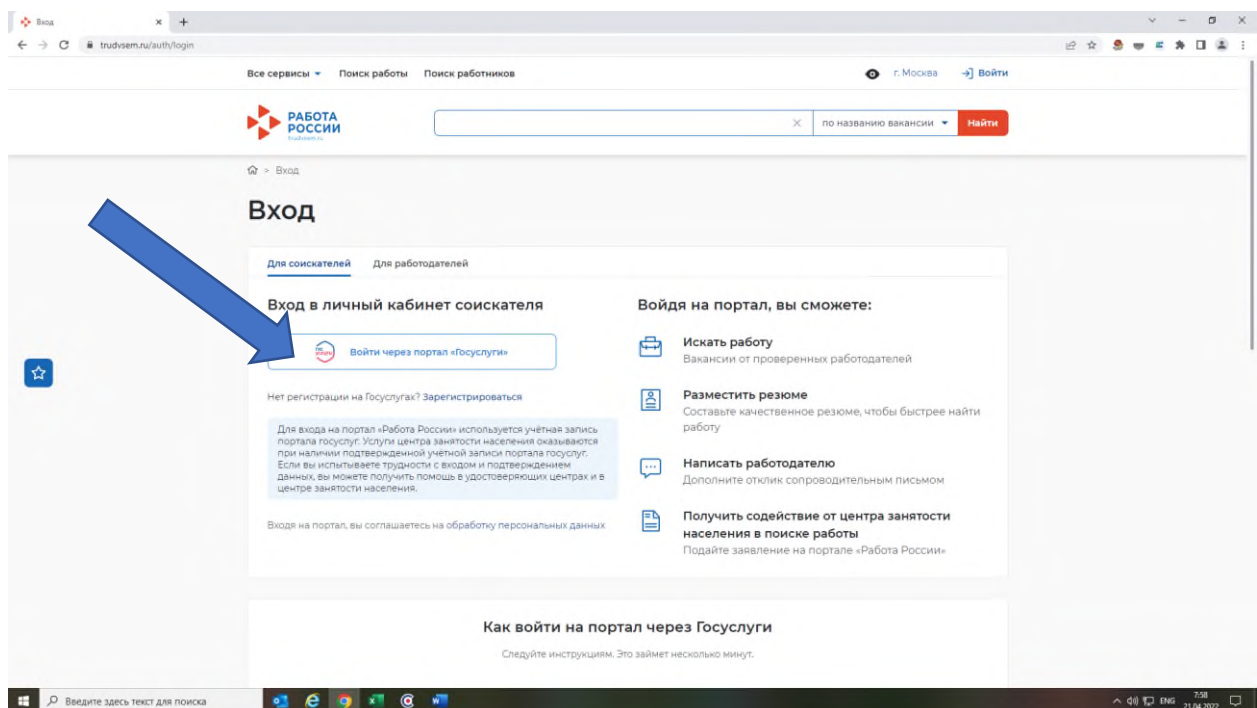 Вход
trudvsem.ru/auth/login
Все сервисы Поиск работы Поиск работников г. Москва Войти
РАБОТА
РОССИИ
trudvsem.ru
по названию вакансии Найти
> Вход
Вход
Для соискателей Для работодателей
Вход в личный кабинет соискателя
Войти через портал «Госуслуги»
Нет регистрации на Госуслугах? Зарегистрироваться
Для входа на портал «Работа России» используется учётная запись
портала госуслуг. Услуги центра занятости населения оказываются
при наличии подтвержденной учетной записи портала госуслуг.
Если вы испытываете трудности с входом и подтверждением
данных, вы можете получить помощь в удостоверяющих центрах и в
центре занятости населения.
Входя на портал, вы соглашаетесь на обработку персональных данных
Войдя на портал, вы сможете:
Искать работу
Вакансии от проверенных работодателей
Разместить резюме
Составьте качественное резюме, чтобы быстрее найти
работу
Написать работодателю
Дополните отклик сопроводительным письмом
Получить содействие от центра занятости
населения в поиске работы
Подайте заявление на портале «Работа России»
Как войти на портал через Госуслуги
Следуйте инструкциям. Это займет несколько минут.
Введите здесь текст для поиска
ENG
7:58
21.04.2022